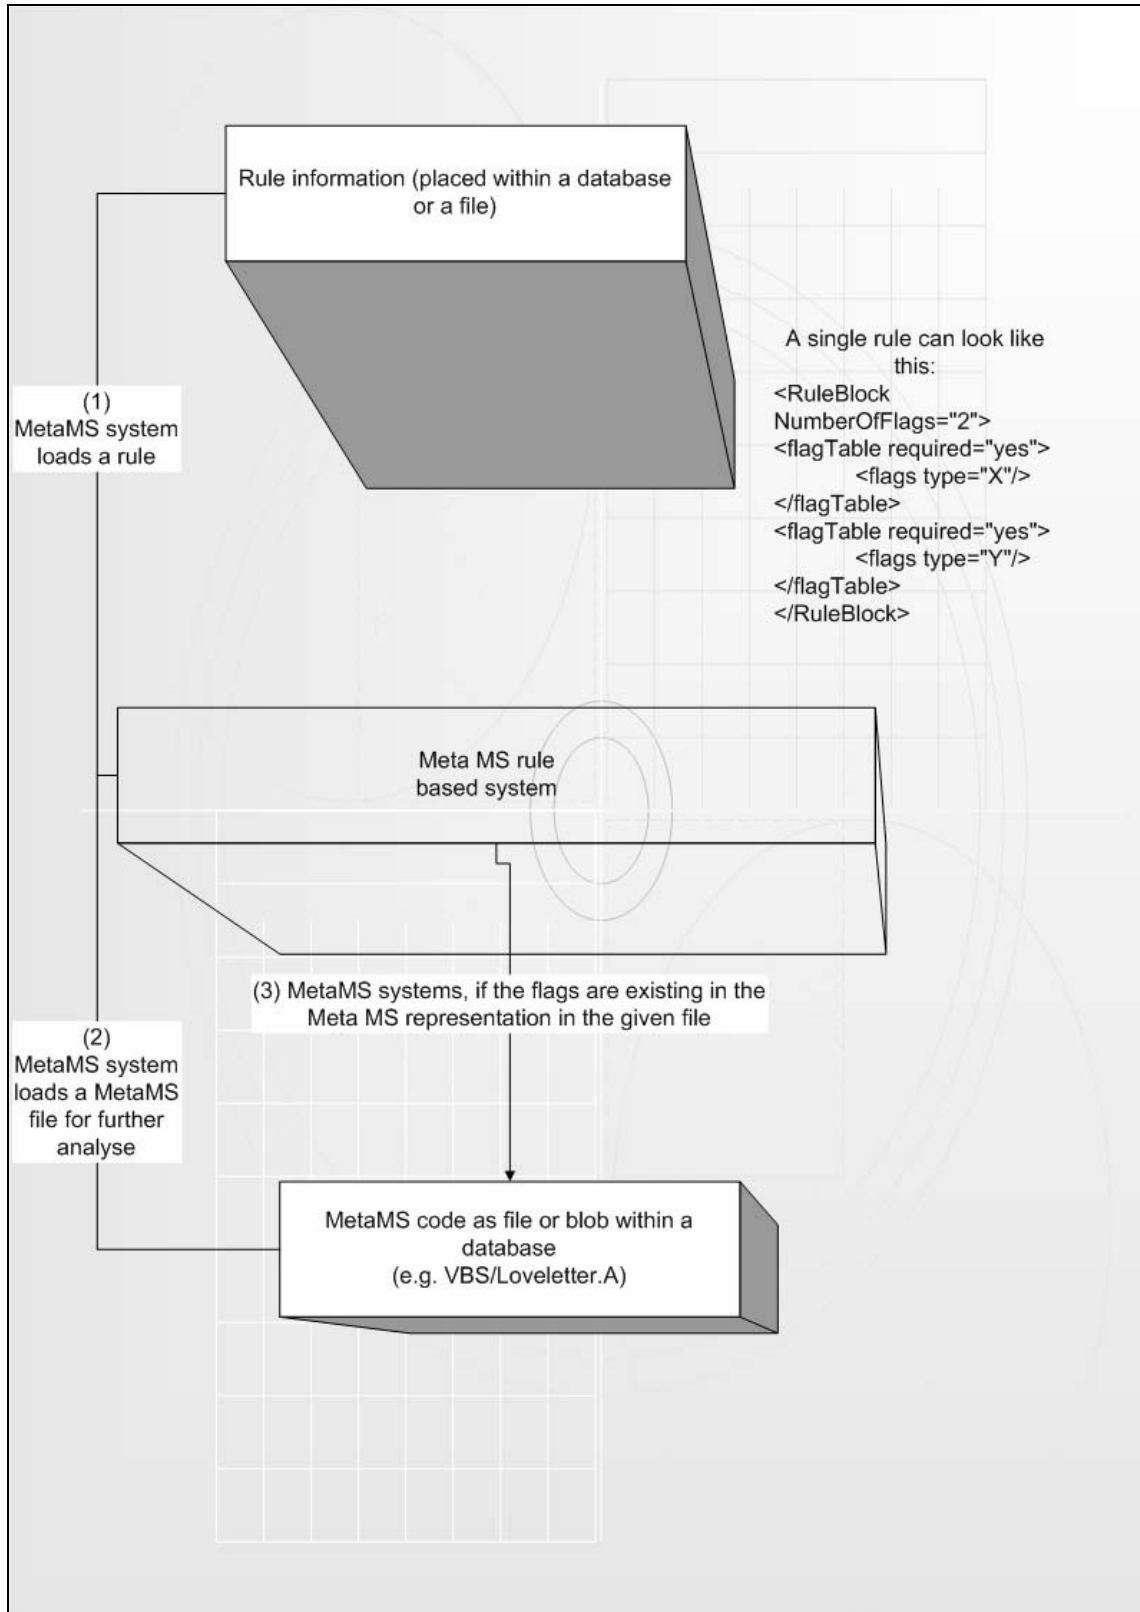 Rule information (placed within a database
or a file)
A single rule can look like
this:
<RuleBlock
NumberOfFlags="2">
<flagTable required="yes">
<flags type="X"/>
</flagTable>
<flagTable required="yes">
<flags type="Y"/>
</flagTable>
</RuleBlock>
(1)
MetaMS system
loads a rule
Meta MS rule
based system
(3) MetaMS systems, if the flags are existing in the
Meta MS representation in the given file
(2)
MetaMS system
loads a MetaMS
file for further
analyse
MetaMS code as file or blob within a
database
(e.g. VBS/Loveletter.A)